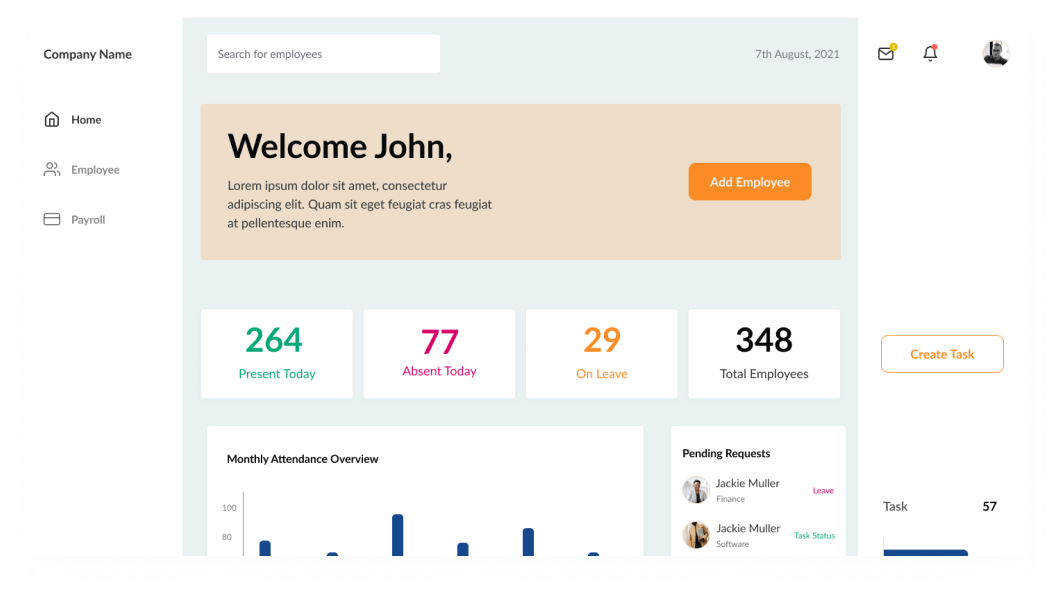 Company Name
Search for employees
7th August, 2021
Home
Employee
Payroll
Welcome John,
Lorem ipsum dolor sit amet, consectetur
adipiscing elit. Quam sit eget feugiat cras feugiat
at pellentesque enim.
Add Employee
264
Present Today
77
Absent Today
29
On Leave
348
Total Employees
Create Task
Monthly Attendance Overview
100
80
Pending Requests
Jackie Muller
Finance
Leave
Jackie Muller
Software
Task Status
Task 57